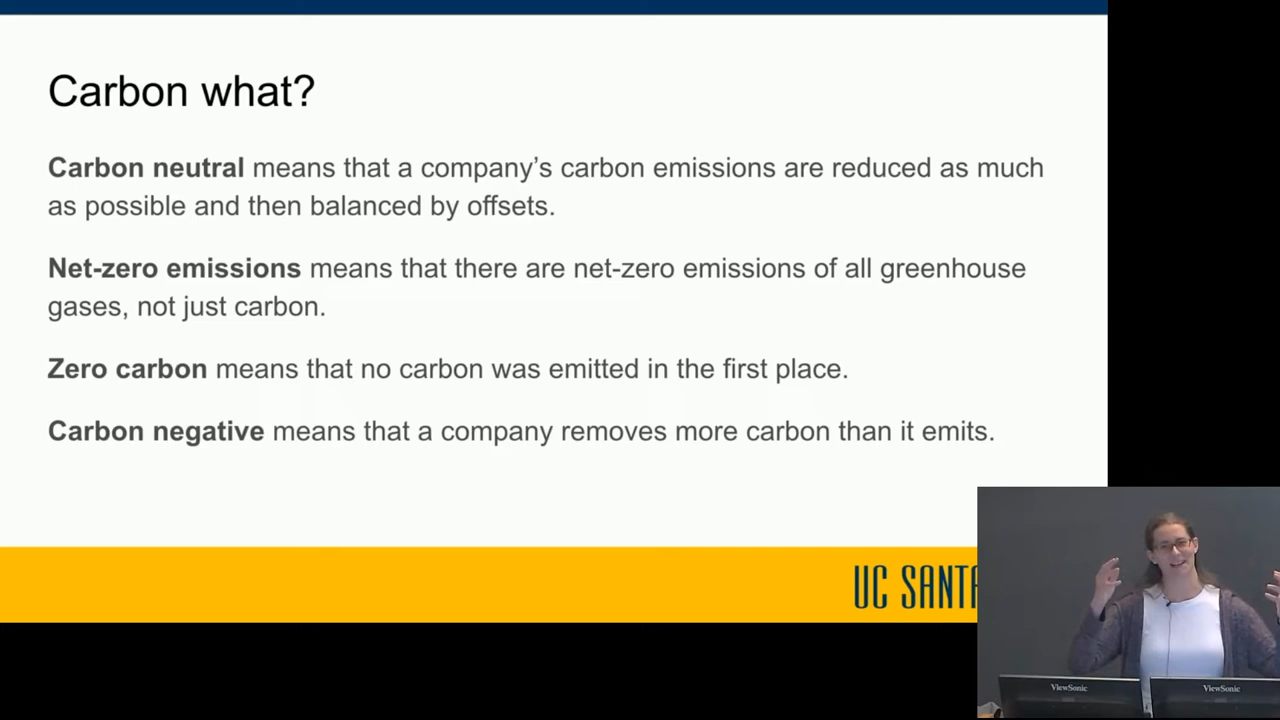 Carbon what?
Carbon neutral means that a company’s carbon emissions are reduced as much
as possible and then balanced by offsets.
Net-zero emissions means that there are net-zero emissions of all greenhouse
gases, not just carbon.
Zero carbon means that no carbon was emitted in the first place.
Carbon negative means that a company removes more carbon than it emits.
UC SANTA
ViewSonic
ViewSonic